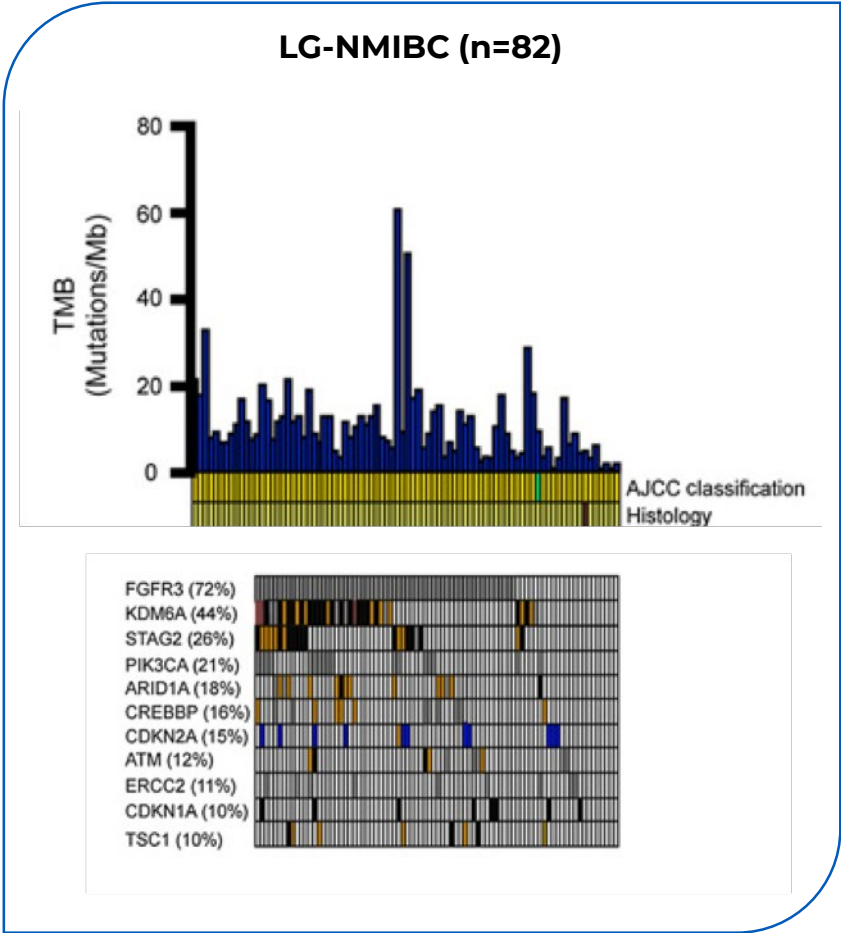 LG-NMIBC (n=82)
80
60
40
20
0
TMB
(Mutations/Mb)
AJCC classification
Histology
FGFR3 (72%)
KDM6A (44%)
STAG2 (26%)
PIK3CA (21%)
ARID1A (18%)
CREBBP (16%)
CDKN2A (15%)
ATM (12%)
ERCC2 (11%)
CDKN1A (10%)
TSC1 (10%)